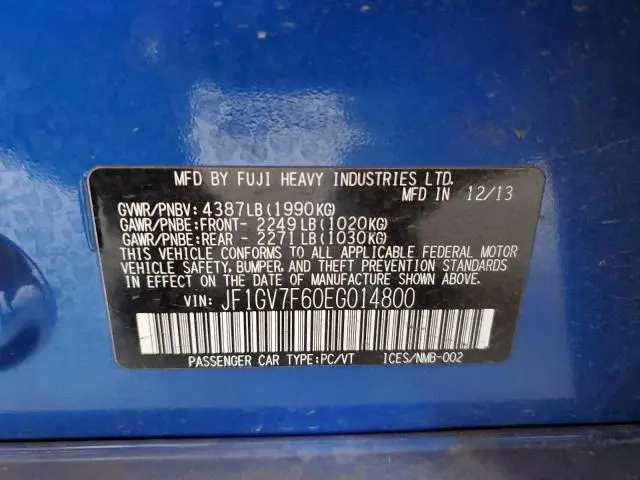 MFD BY FUJI HEAVY INDUSTRIES LTD.
MFD IN 12/13
GVWR/PNBV: 4387LB(1990KG)
GAWR/PNBE:FRONT- 2249LB(1020KG)
GAWR/PNBE:REAR - 2271LB(1030KG)
THIS VEHICLE CONFORMS TO ALL APPLICABLE FEDERAL MOTOR
VEHICLE SAFETY, BUMPER, AND THEFT PREVENTION STANDARDS
IN EFFECT ON THE DATE OF MANUFACTURE SHOWN ABOVE.
VIN: JF1GV7F60EG014800
PASSENGER CAR TYPE:PC/VT ICES/NMB-002